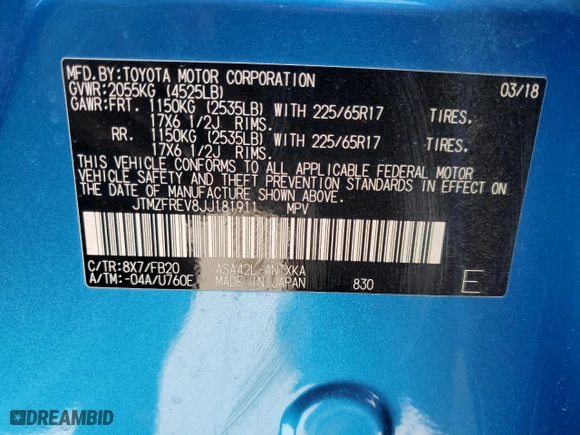 MFD.BY:TOYOTA MOTOR CORPORATION 03/18
GVWR:2055KG (4525LB)
GAWR:FRT. 1150KG (2535LB) WITH 225/65R17 TIRES.
17X6 1/2J RIMS.
RR. 1150KG (2535LB) WITH 225/65R17 TIRES.
17X6 1/2J RIMS.
THIS VEHICLE CONFORMS TO ALL APPLICABLE FEDERAL MOTOR
VEHICLE SAFETY AND THEFT PREVENTION STANDARDS IN EFFECT ON
THE DATE OF MANUFACTURE SHOWN ABOVE.
JTMZFREV8JJ181911 MPV
C/TR:8X7/FB20 ASA42L-ANTXKA
A/TM:-04A/U760E MADE IN JAPAN 830 E
DREAMBID